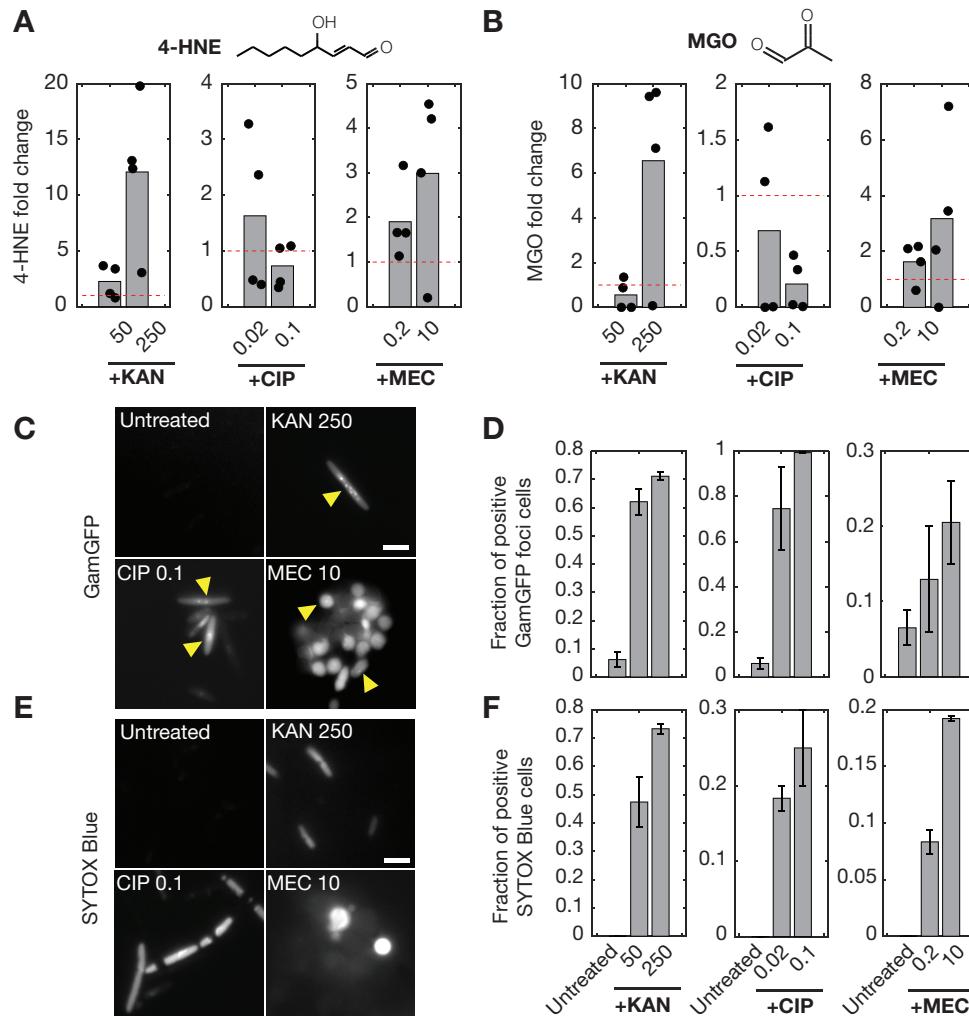 A
4-HNE
OH
O
B
MGO
O
O
4-HNE fold change
20
15
10
5
0
50
250
+KAN
4
3
2
1
0
0.02
0.1
+CIP
5
4
3
2
1
0
0.2
10
+MEC
MGO fold change
10
8
6
4
2
0
50
250
+KAN
2
1.5
1
0.5
0
0.02
0.1
+CIP
8
6
4
2
0
0.2
10
+MEC
C
GamGFP
Untreated
KAN 250
CIP 0.1
MEC 10
D
Fraction of positive
GamGFP foci cells
0.8
0.7
0.6
0.5
0.4
0.3
0.2
0.1
0
1
0.8
0.6
0.4
0.2
0
0.3
0.2
0.1
0
E
SYTOX Blue
Untreated
KAN 250
CIP 0.1
MEC 10
F
Fraction of positive
SYTOX Blue cells
0.8
0.7
0.6
0.5
0.4
0.3
0.2
0.1
0
Untreated
50
250
+KAN
0.3
0.2
0.1
0
Untreated
0.02
0.1
+CIP
0.2
0.15
0.1
0.05
0
Untreated
0.2
10
+MEC